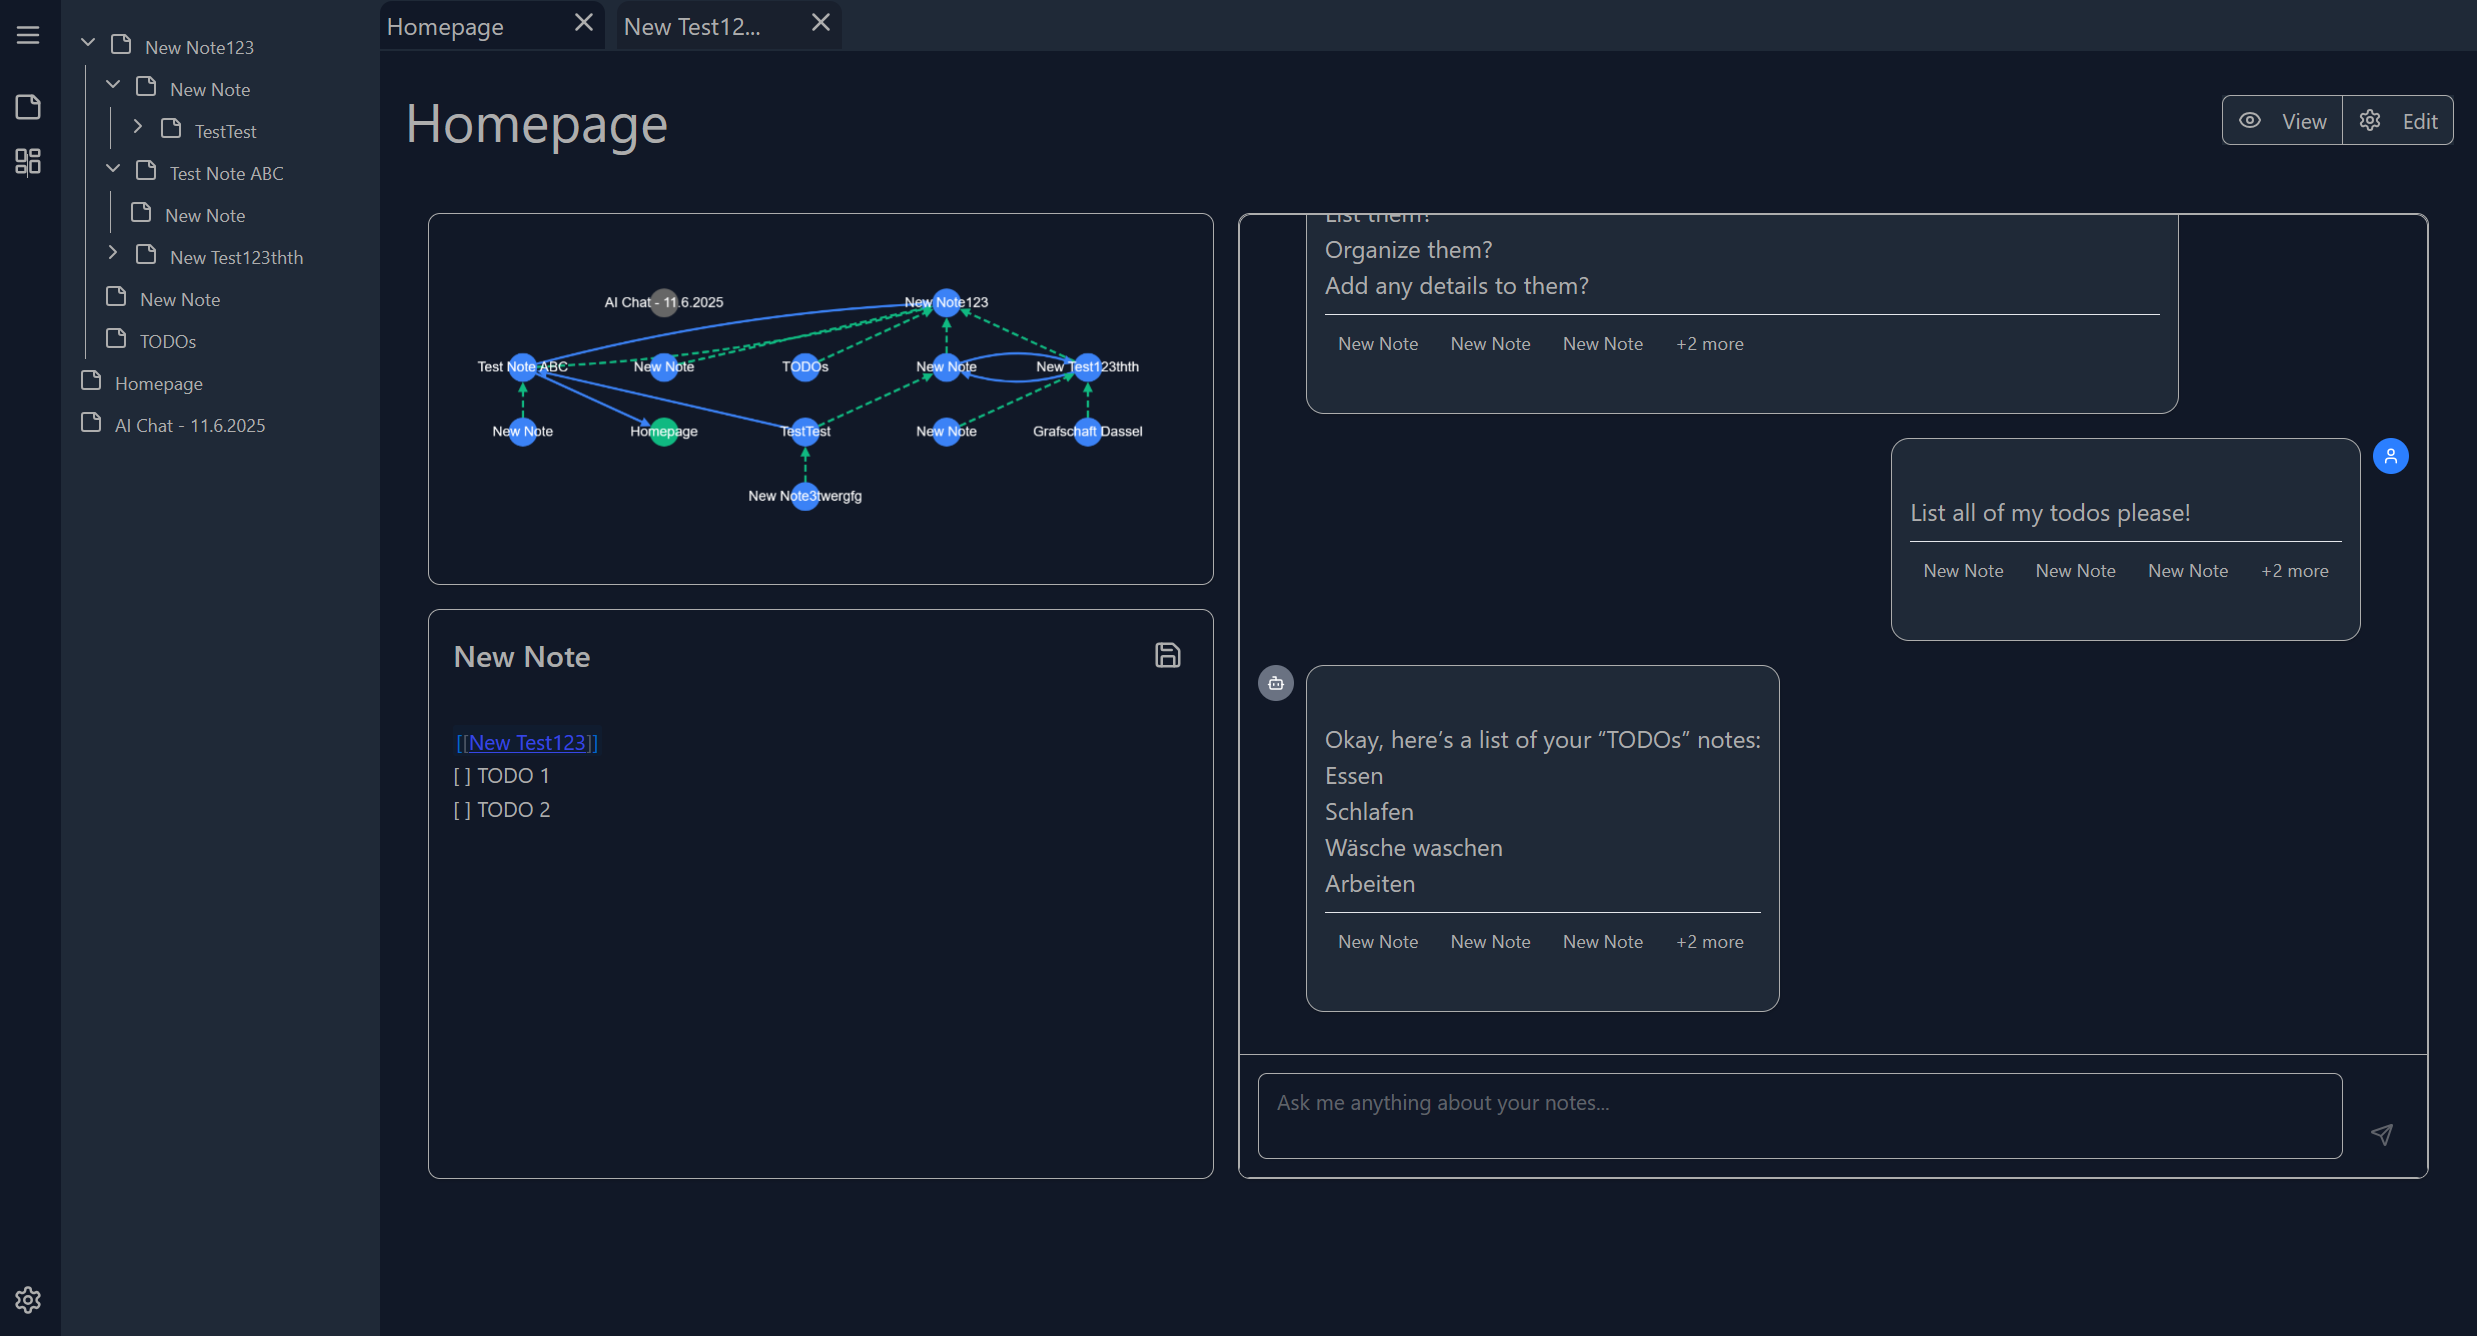 New Note123
New Note
TestTest
Test Note ABC
New Note
New Test123thth
New Note
TODOs
Homepage
AI Chat - 11.6.2025
Homepage
New Test12...
Homepage
View
Edit
AI Chat - 11.6.2025
New Note123
Test Note ABC
New Note
TODOs
New Note
New Test123thth
New Note
Homepage
TestTest
New Note
Grafschaft Dassel
New Note3twergfg
New Note
[[New Test123]]
[ ] TODO 1
[ ] TODO 2
List them?
Organize them?
Add any details to them?
New Note New Note New Note +2 more
List all of my todos please!
New Note New Note New Note +2 more
Okay, here’s a list of your “TODOs” notes:
Essen
Schlafen
Wäsche waschen
Arbeiten
New Note New Note New Note +2 more
Ask me anything about your notes...